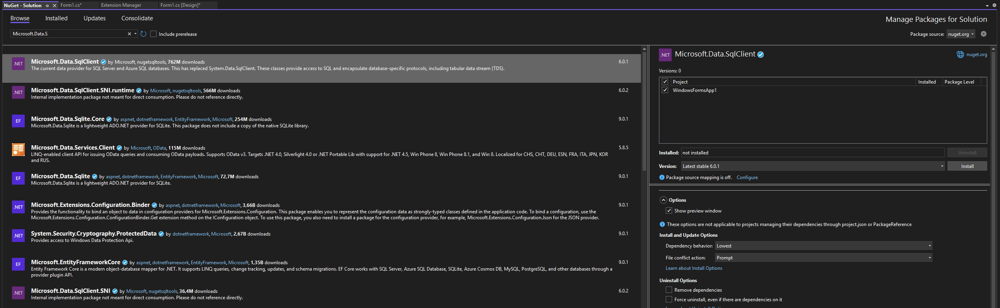 NuGet - Solution
Form1.cs*
Extension Manager
Form1.cs [Design]*
Browse
Installed
Updates
Consolidate
Manage Packages for Solution
Microsoft.Data.S
Include prerelease
Package source: nuget.org
.NET
Microsoft.Data.SqlClient by Microsoft, nugetsqltools, 762M downloads
6.0.1
The current data provider for SQL Server and Azure SQL databases. This has replaced System.Data.SqlClient. These classes provide access to SQL and encapsulate database-specific protocols, including tabular data stream (TDS).
.NET
Microsoft.Data.SqlClient.SNI.runtime by Microsoft, nugetsqltools, 566M downloads
6.0.2
Internal implementation package not meant for direct consumption. Please do not reference directly.
EF
Microsoft.Data.Sqlite.Core by aspnet, dotnetframework, EntityFramework, Microsoft, 254M downloads
9.0.1
Microsoft.Data.Sqlite is a lightweight ADO.NET provider for SQLite. This package does not include a copy of the native SQLite library.
Microsoft.Data.Services.Client by Microsoft, OData, 115M downloads
5.8.5
LINQ-enabled client API for issuing OData queries and consuming OData payloads. Supports OData v3. Targets .NET 4.0, Silverlight 4.0 or .NET Portable Lib with support for .NET 4.5, Win Phone 8, Win Phone 8.1, and Win 8. Localized for CHS, CHT, DEU, ESN, FRA, ITA, JPN, KOR
and RUS.
EF
Microsoft.Data.Sqlite by aspnet, dotnetframework, EntityFramework, Microsoft, 72,7M downloads
9.0.1
Microsoft.Data.Sqlite is a lightweight ADO.NET provider for SQLite.
.NET
Microsoft.Extensions.Configuration.Binder by aspnet, dotnetframework, Microsoft, 3,66B downloads
9.0.1
Provides the functionality to bind an object to data in configuration providers for Microsoft.Extensions.Configuration. This package enables you to represent the configuration data as strongly-typed classes defined in the application code. To bind a configuration, use the
Microsoft.Extensions.Configuration.ConfigurationBinder.Get extension method on the IConfiguration object. To use this package, you also need to install a package for the configuration provider, for example, Microsoft.Extensions.Configuration.Json for the JSON provider.
.NET
System.Security.Cryptography.ProtectedData by dotnetframework, Microsoft, 2,67B downloads
9.0.1
Provides access to Windows Data Protection Api.
EF
Microsoft.EntityFrameworkCore by aspnet, dotnetframework, EntityFramework, Microsoft, 1,35B downloads
9.0.1
Entity Framework Core is a modern object-database mapper for .NET. It supports LINQ queries, change tracking, updates, and schema migrations. EF Core works with SQL Server, Azure SQL Database, SQLite, Azure Cosmos DB, MySQL, PostgreSQL, and other databases through a
provider plugin API.
.NET
Microsoft.Data.SqlClient.SNI by Microsoft, nugetsqltools, 36,4M downloads
6.0.2
Internal implementation package not meant for direct consumption. Please do not reference directly.
.NET
Microsoft.Data.SqlClient
nuget.org
Versions: 0
Project
Installed
Package Level
WindowsFormsApp1
Installed: not installed
Uninstall
Version: Latest stable 6.0.1
Install
Package source mapping is off. Configure
Options
Show preview window
These options are not applicable to projects managing their dependencies through project.json or PackageReference
Install and Update Options
Dependency behavior: Lowest
File conflict action: Prompt
Learn about Install Options
Uninstall Options
Remove dependencies
Force uninstall, even if there are dependencies on it